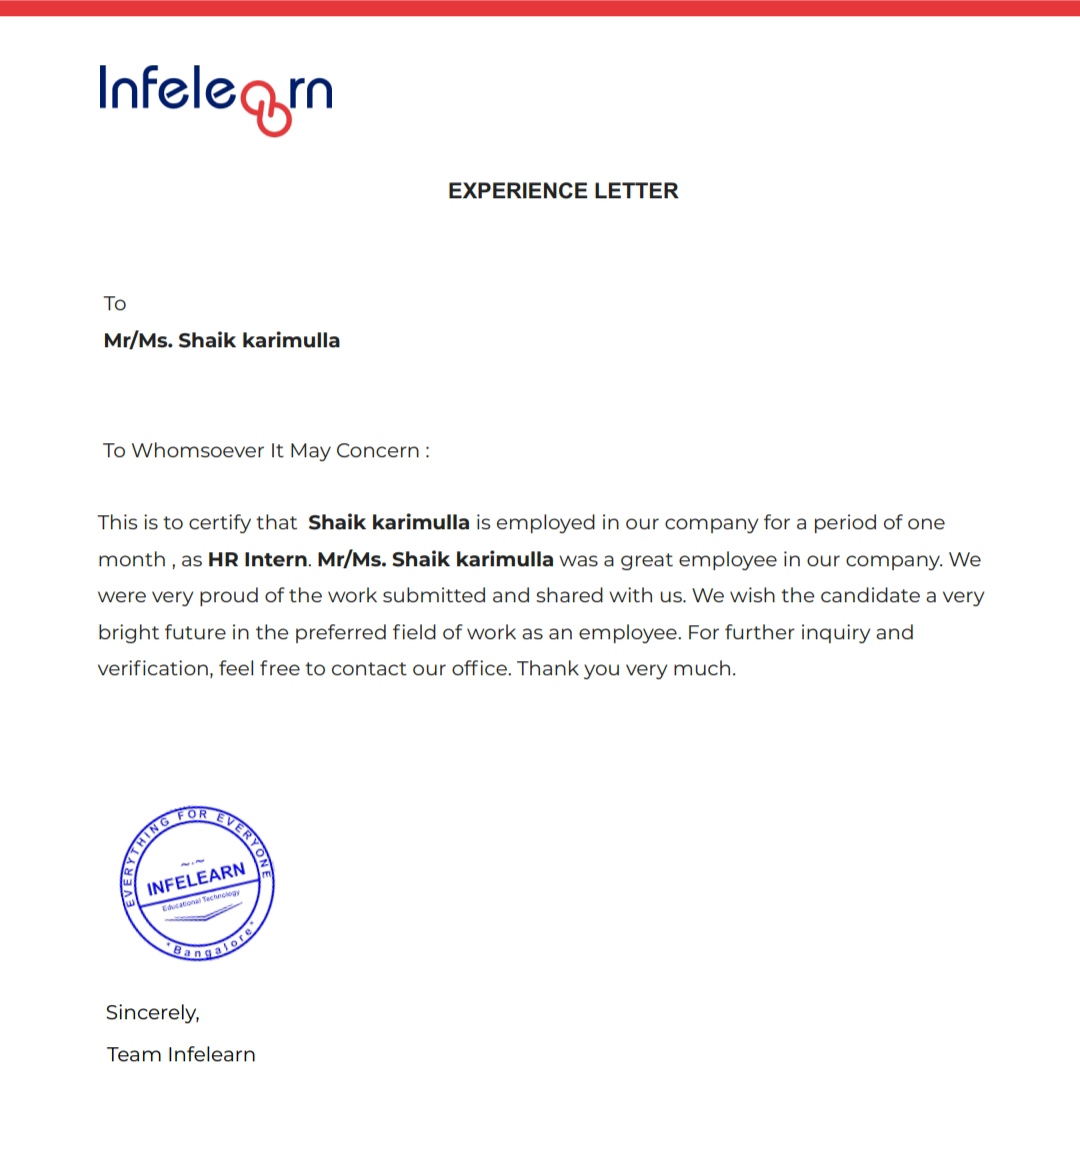 Infelearn
EXPERIENCE LETTER
To
Mr/Ms. Shaik karimulla
To Whomsoever It May Concern :
This is to certify that Shaik karimulla is employed in our company for a period of one
month , as HR Intern. Mr/Ms. Shaik karimulla was a great employee in our company. We
were very proud of the work submitted and shared with us. We wish the candidate a very
bright future in the preferred field of work as an employee. For further inquiry and
verification, feel free to contact our office. Thank you very much.
EVERYTHING FOR EVERYONE
INFELEARN
Educational Technology
* Bangalore *
Sincerely,
Team Infelearn